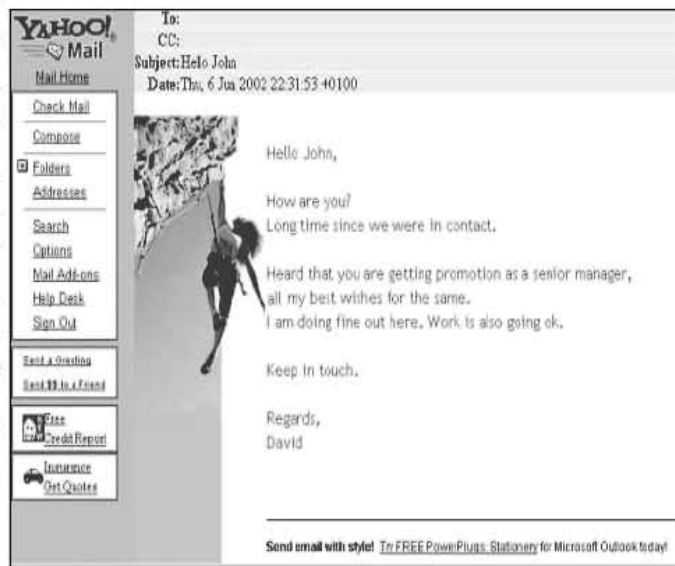 YAHOO!
Mail
Mail Home
Check Mail
Compose
Folders
Addresses
Search
Options
Mail Add-ons
Help Desk
Sign Out
Send a Greeting
Send $$ to a Friend
Free
Credit Report
Insurance
Get Quotes
To:
CC:
Subject:Helo John
Date:Thu, 6 Jun 2002 22:31:53 +0100
Hello John,
How are you?
Long time since we were in contact.
Heard that you are getting promotion as a senior manager,
all my best wishes for the same.
I am doing fine out here. Work is also going ok.
Keep in touch.
Regards,
David
Send email with style! Try FREE PowerPlugs: Stationery for Microsoft Outlook today!